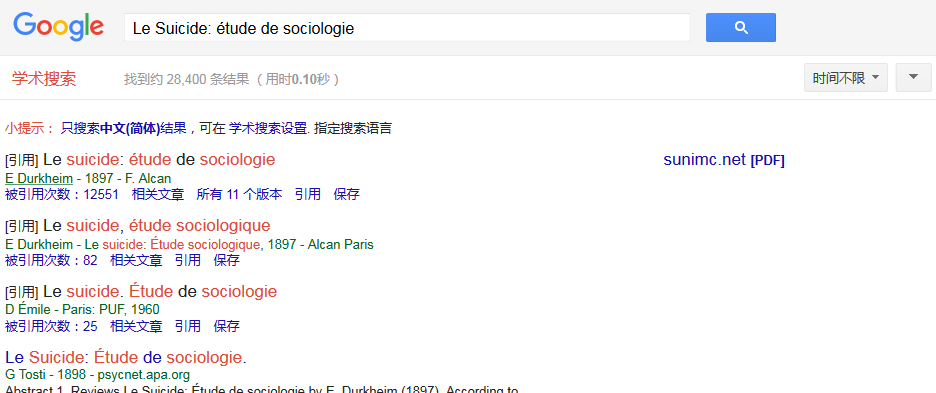 Google Le Suicide: étude de sociologie
学术搜索 找到约 28,400 条结果 （用时0.10秒） 时间不限
小提示： 只搜索中文(简体)结果，可在 学术搜索设置. 指定搜索语言
[引用] Le suicide: étude de sociologie sunimc.net [PDF]
E Durkheim - 1897 - F. Alcan
被引用次数：12551 相关文章 所有 11 个版本 引用 保存
[引用] Le suicide, étude sociologique
E Durkheim - Le suicide: Étude sociologique, 1897 - Alcan Paris
被引用次数：82 相关文章 引用 保存
[引用] Le suicide. Étude de sociologie
D Émile - Paris: PUF, 1960
被引用次数：25 相关文章 引用 保存
Le Suicide: Étude de sociologie.
G Tosti - 1898 - psycnet.apa.org
Abstract 1. Reviews Le Suicide: Étude de sociologie by E. Durkheim (1897). According to